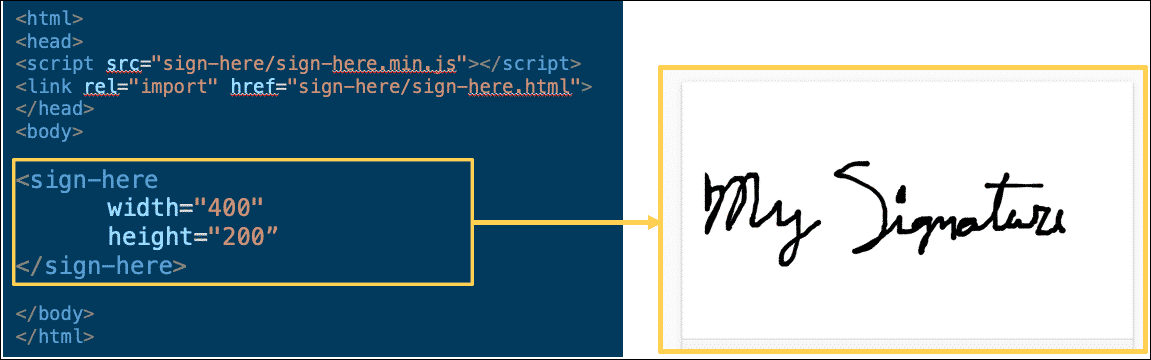 <html>
<head>
<script src="sign-here/sign-here.min.js"></script>
<link rel="import" href="sign-here/sign-here.html">
</head>
<body>
<sign-here
width="400"
height="200”
</sign-here>
</body>
</html>
My Signature